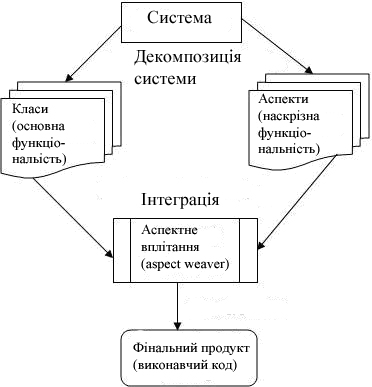 Система
Декомпозиція
системи
Класи
(основна
функціо-
нальість)
Аспекти
(наскрізна
функціо-
нальність)
Інтеграція
Аспектне
вплітання
(aspect weaver)
Фінальний продукт
(виконавчий код)